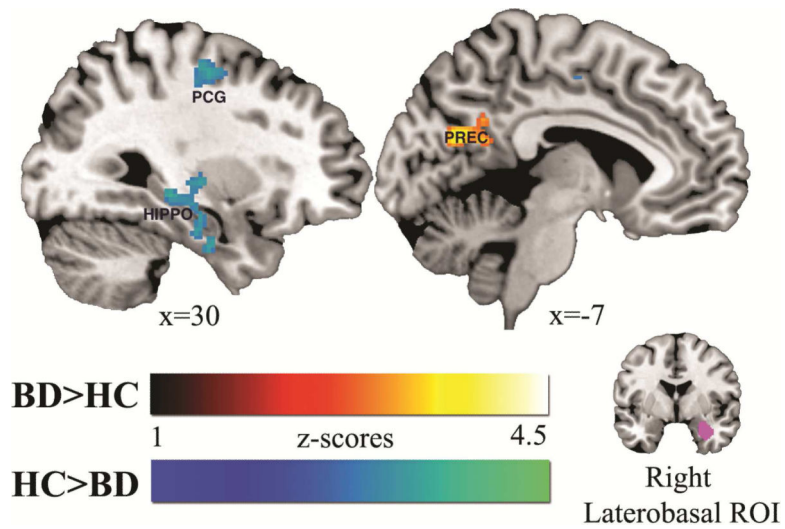 PCG
PREC
HIPPO
x=30
x=-7
BD>HC
1 z-scores 4.5
HC>BD
Right
Laterobasal ROI